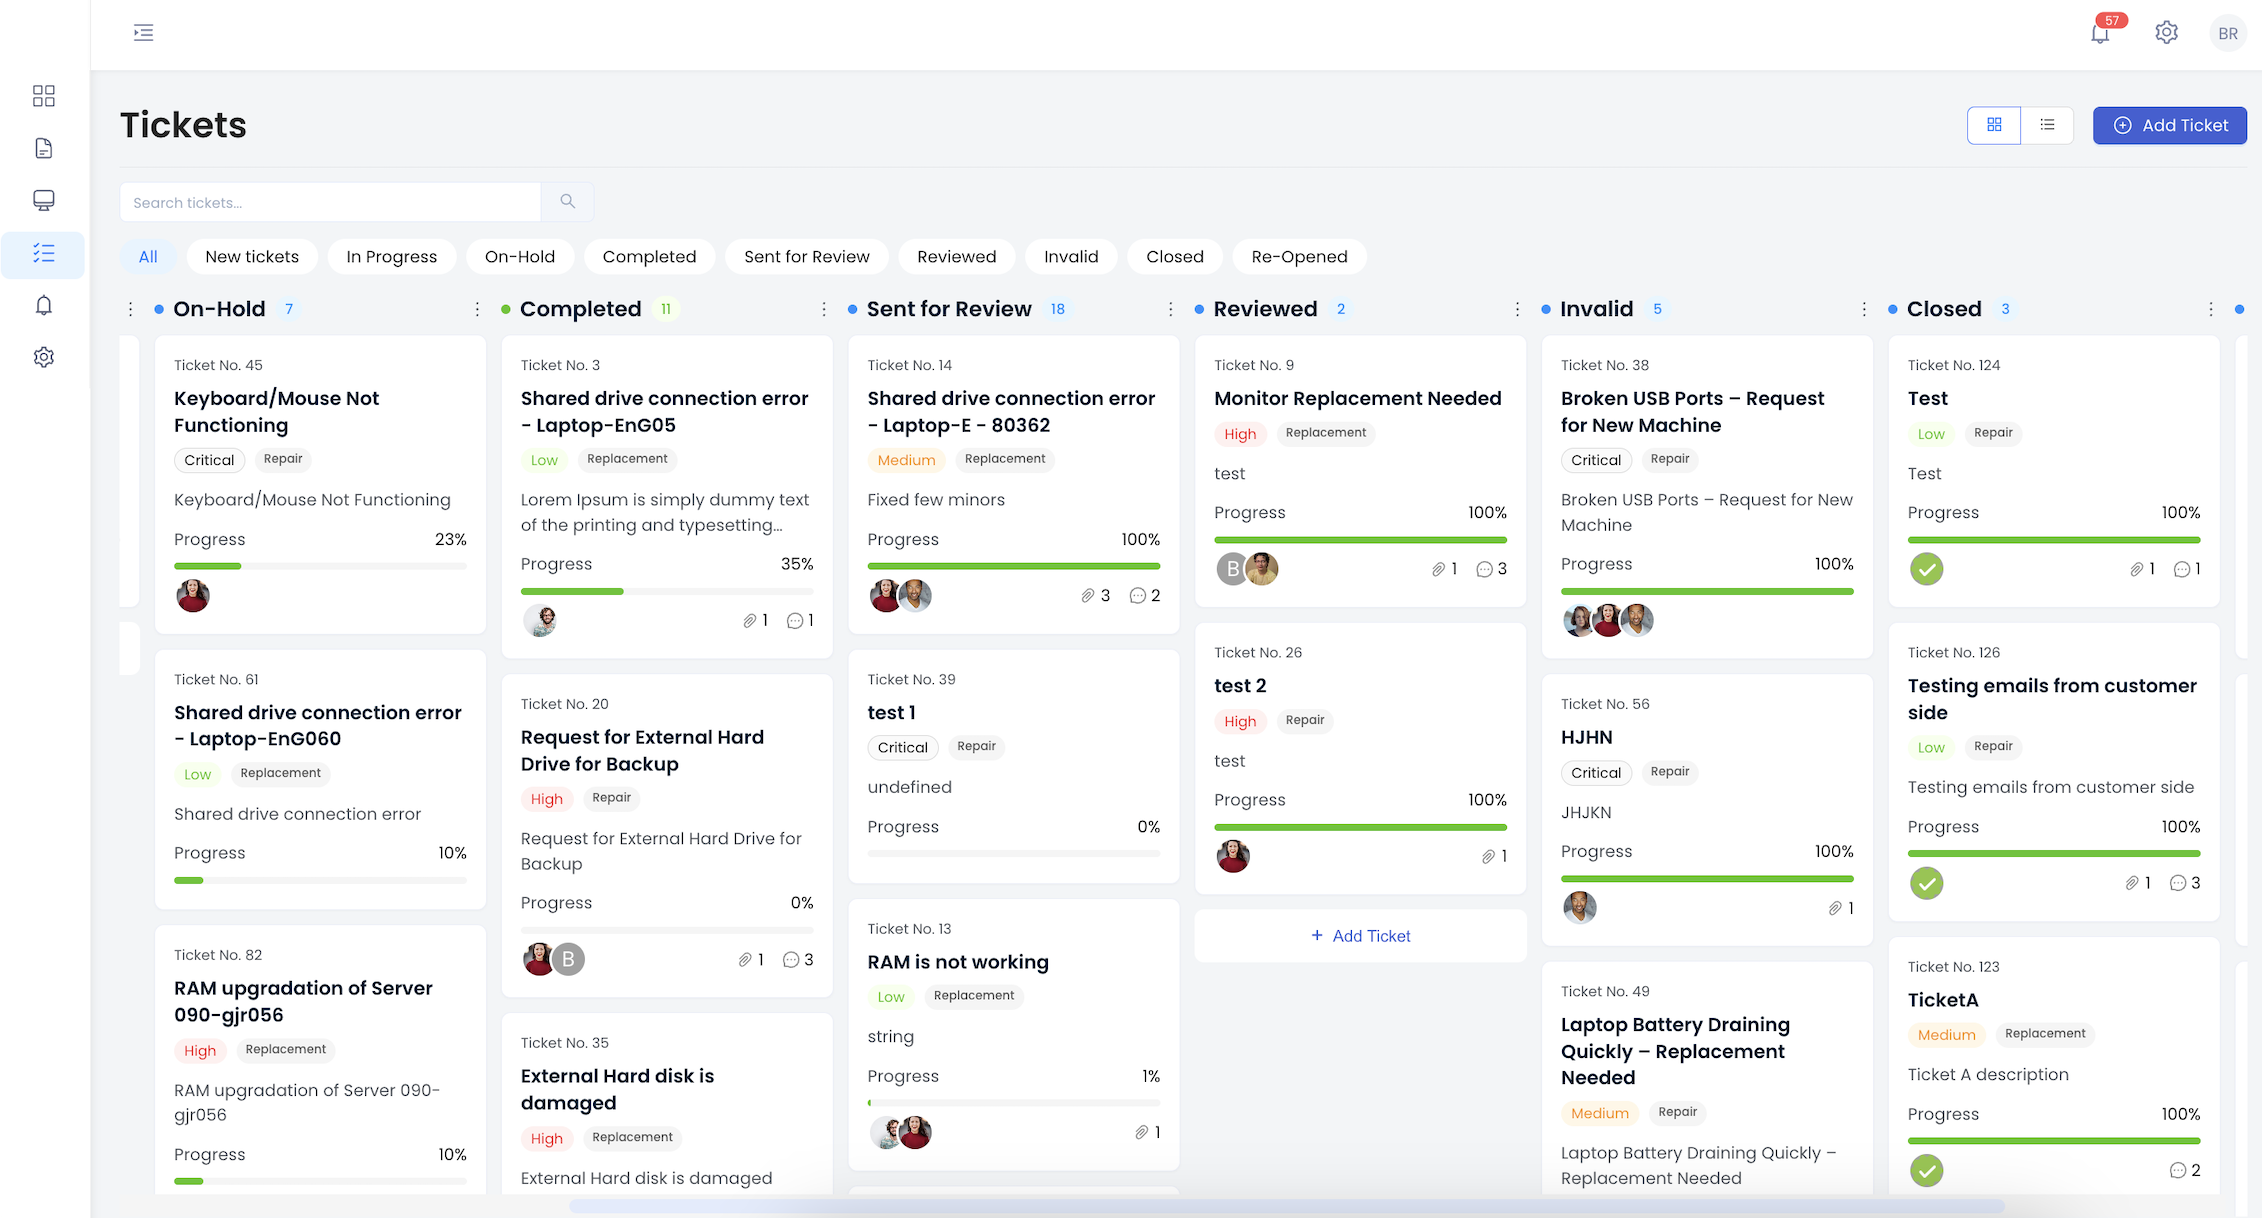 57
BR
Tickets
Add Ticket
Search tickets...
All
New tickets
In Progress
On-Hold
Completed
Sent for Review
Reviewed
Invalid
Closed
Re-Opened
On-Hold 7
Ticket No. 45
Keyboard/Mouse Not
Functioning
Critical Repair
Keyboard/Mouse Not Functioning
Progress 23%
Ticket No. 61
Shared drive connection error
- Laptop-EnG060
Low Replacement
Shared drive connection error
Progress 10%
Ticket No. 82
RAM upgradation of Server
090-gjr056
High Replacement
RAM upgradation of Server 090-
gjr056
Progress 10%
Completed 11
Ticket No. 3
Shared drive connection error
- Laptop-EnG05
Low Replacement
Lorem Ipsum is simply dummy text
of the printing and typesetting...
Progress 35%
1 1
Ticket No. 20
Request for External Hard
Drive for Backup
High Repair
Request for External Hard Drive for
Backup
Progress 0%
B 1 3
Ticket No. 35
External Hard disk is
damaged
High Replacement
External Hard disk is damaged
Sent for Review 18
Ticket No. 14
Shared drive connection error
- Laptop-E - 80362
Medium Replacement
Fixed few minors
Progress 100%
3 2
Ticket No. 39
test 1
Critical Repair
undefined
Progress 0%
Ticket No. 13
RAM is not working
Low Replacement
string
Progress 1%
1
Reviewed 2
Ticket No. 9
Monitor Replacement Needed
High Replacement
test
Progress 100%
B 1 3
Ticket No. 26
test 2
High Repair
test
Progress 100%
1
+ Add Ticket
Invalid 5
Ticket No. 38
Broken USB Ports – Request
for New Machine
Critical Repair
Broken USB Ports – Request for New
Machine
Progress 100%
Ticket No. 56
HJHN
Critical Repair
JHJKN
Progress 100%
1
Ticket No. 49
Laptop Battery Draining
Quickly – Replacement
Needed
Medium Repair
Laptop Battery Draining Quickly –
Replacement Needed
Closed 3
Ticket No. 124
Test
Low Repair
Test
Progress 100%
1 1
Ticket No. 126
Testing emails from customer
side
Low Repair
Testing emails from customer side
Progress 100%
1 3
Ticket No. 123
TicketA
Medium Replacement
Ticket A description
Progress 100%
2